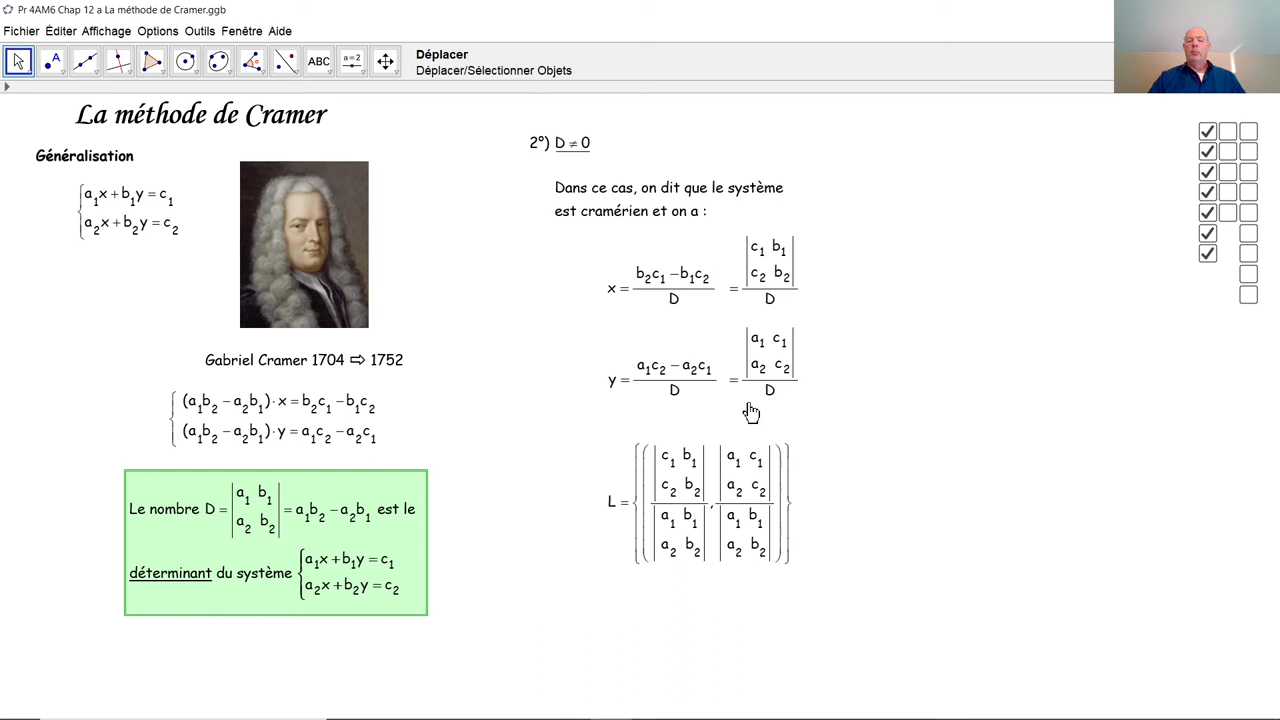 Pr 4AM6 Chap 12 a La méthode de Cramer.ggb
Fichier Éditer Affichage Options Outils Fenêtre Aide
A ABC a=2
Déplacer
Déplacer/Sélectionner Objets
La méthode de Cramer
Généralisation
a₁x+b₁y=c₁
a₂x+b₂y=c₂
Gabriel Cramer 1704 ⇨ 1752
(a₁b₂−a₂b₁)·x=b₂c₁−b₁c₂
(a₁b₂−a₂b₁)·y=a₁c₂−a₂c₁
Le nombre D = |a₁ b₁; a₂ b₂| = a₁b₂−a₂b₁ est le
déterminant du système {a₁x+b₁y=c₁; a₂x+b₂y=c₂
2°) D ≠ 0
Dans ce cas, on dit que le système
est cramérien et on a :
x = (b₂c₁−b₁c₂)/D = |c₁ b₁; c₂ b₂|/D
y = (a₁c₂−a₂c₁)/D = |a₁ c₁; a₂ c₂|/D
L = {(|c₁ b₁; c₂ b₂|/|a₁ b₁; a₂ b₂| , |a₁ c₁; a₂ c₂|/|a₁ b₁; a₂ b₂|)}